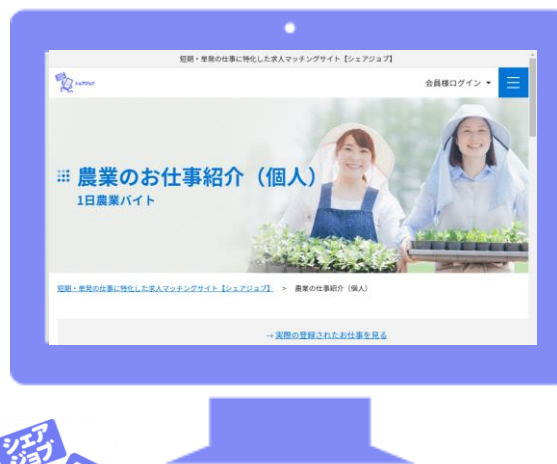 短期・単発の仕事に特化した求人マッチングサイト【シェアジョブ】
会員様ログイン
農業のお仕事紹介（個人）
1日農業バイト
短期・単発の仕事に特化した求人マッチングサイト【シェアジョブ】 > 農業の仕事紹介（個人）
→実際の登録されたお仕事を見る
シェア
ジョブ